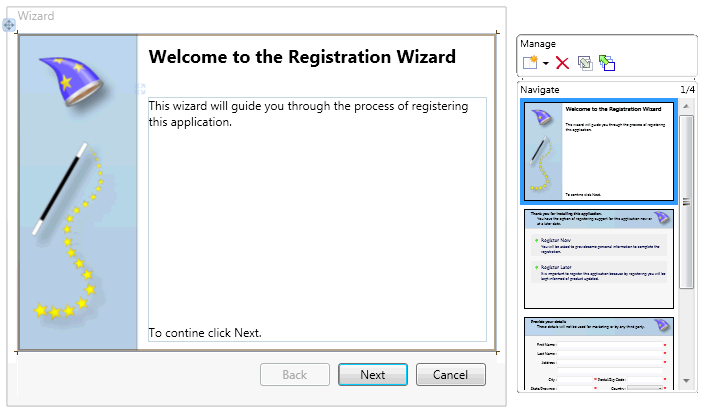 Wizard
Welcome to the Registration Wizard
This wizard will guide you through the process of registering
this application.
To contine click Next.
Back
Next
Cancel
Manage
Navigate 1/4
Welcome to the Registration Wizard
This wizard will guide you through the process of registering
this application.
To contine click Next.
Thank you for installing this application.
You have the option of registering support for this application now or
at a later date.
Register Now
You will be asked to provide some personal information to complete the
registration.
Register Later
It is important to register this application because by registering you will be
kept informed of product updated.
Provide your details
These details will not be used for marketing or by any third party.
First Name:
Last Name:
Address:
City: * Postal/Zip Code: *
State/Province: * Country: *